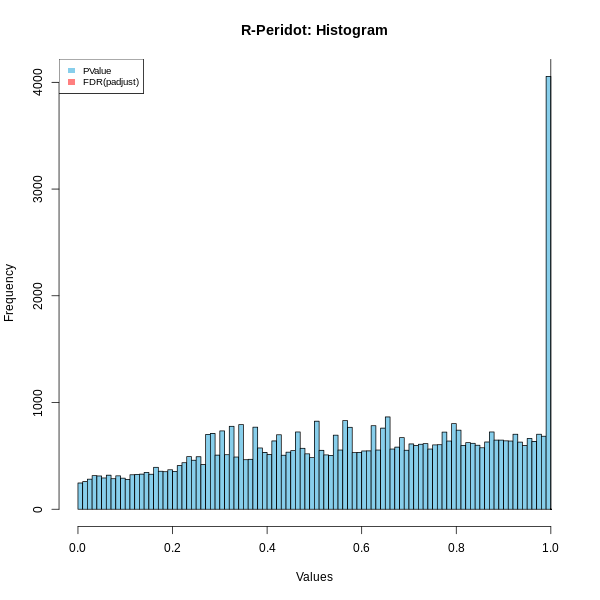 R-Peridot: Histogram
PValue
FDR(padjust)
Frequency
4000
3000
2000
1000
0
0.0 0.2 0.4 0.6 0.8 1.0
Values